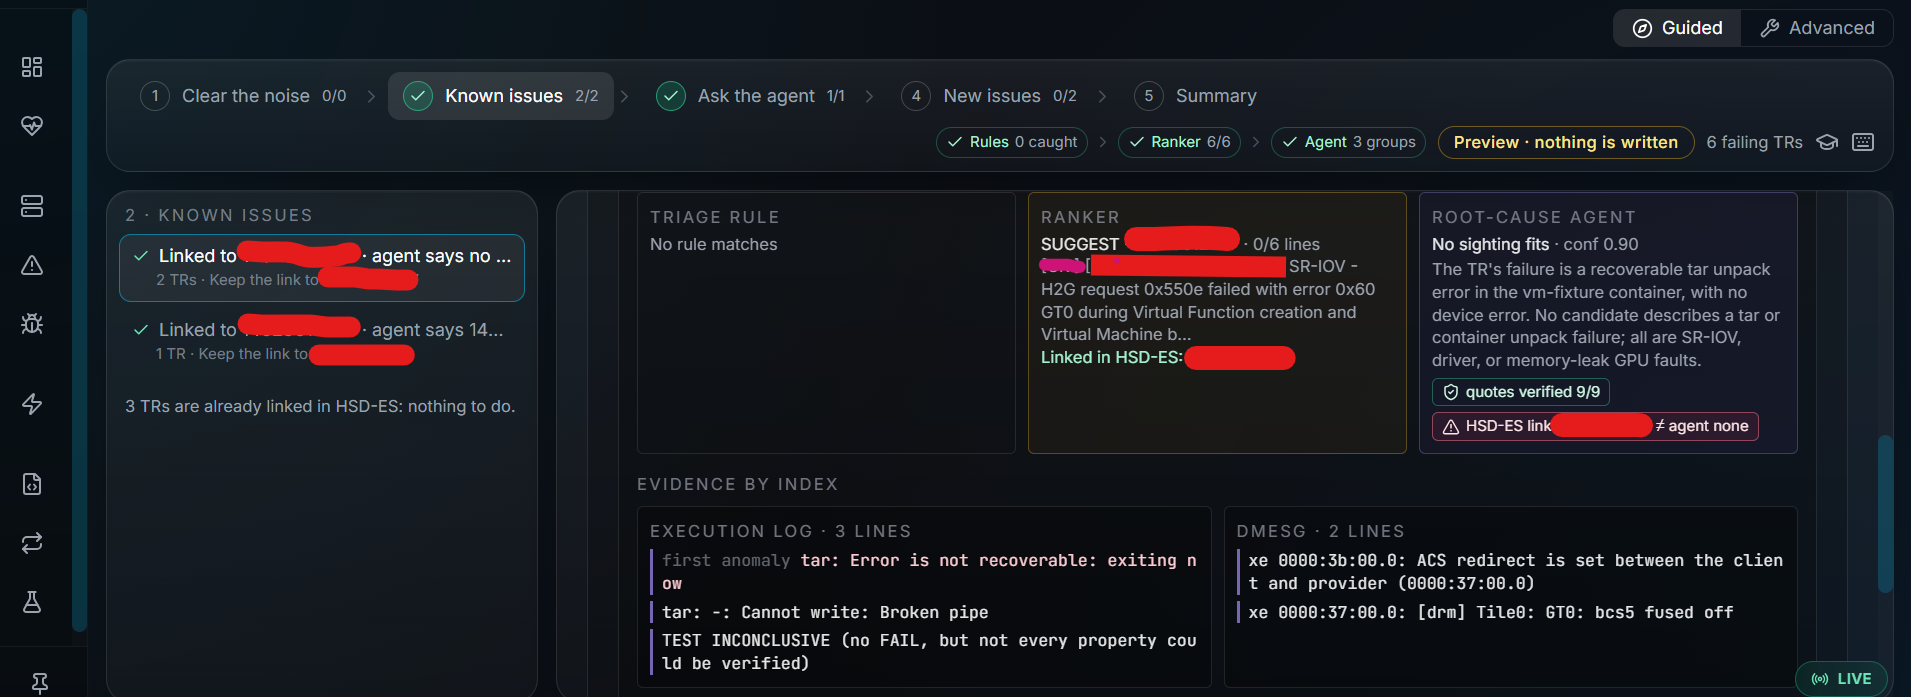 Guided
Advanced
1 Clear the noise 0/0
Known issues 2/2
Ask the agent 1/1
4 New issues 0/2
5 Summary
Rules 0 caught
Ranker 6/6
Agent 3 groups
Preview · nothing is written
6 failing TRs
2 · KNOWN ISSUES
Linked to · agent says no ...
2 TRs · Keep the link to
Linked to · agent says 14...
1 TR · Keep the link to
3 TRs are already linked in HSD-ES: nothing to do.
TRIAGE RULE
No rule matches
RANKER
SUGGEST · 0/6 lines
[ SR-IOV -
H2G request 0x550e failed with error 0x60
GT0 during Virtual Function creation and
Virtual Machine b...
Linked in HSD-ES:
ROOT-CAUSE AGENT
No sighting fits · conf 0.90
The TR's failure is a recoverable tar unpack
error in the vm-fixture container, with no
device error. No candidate describes a tar or
container unpack failure; all are SR-IOV,
driver, or memory-leak GPU faults.
quotes verified 9/9
HSD-ES link ≠ agent none
EVIDENCE BY INDEX
EXECUTION LOG · 3 LINES
first anomaly tar: Error is not recoverable: exiting n
ow
tar: -: Cannot write: Broken pipe
TEST INCONCLUSIVE (no FAIL, but not every property cou
ld be verified)
DMESG · 2 LINES
xe 0000:3b:00.0: ACS redirect is set between the clien
t and provider (0000:37:00.0)
xe 0000:37:00.0: [drm] Tile0: GT0: bcs5 fused off
LIVE